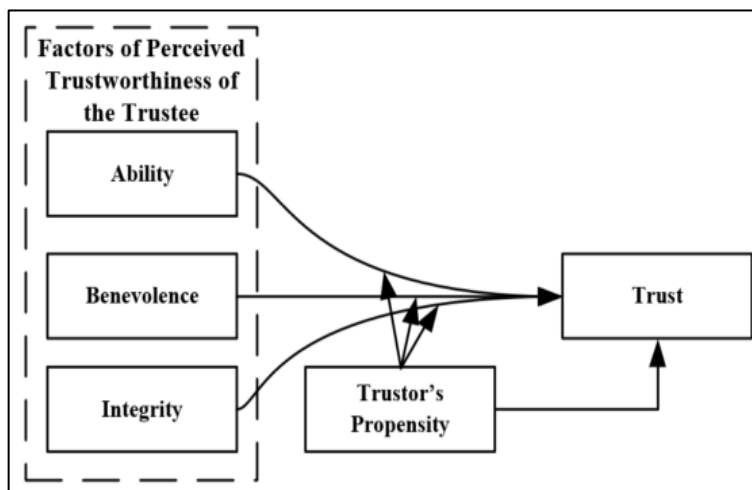 Factors of Perceived
Trustworthiness of
the Trustee
Ability
Benevolence
Integrity
Trustor's
Propensity
Trust